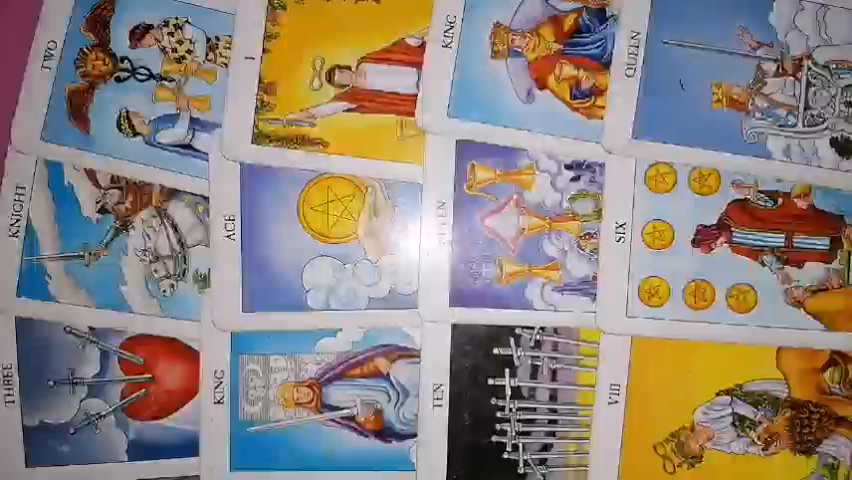 TWO
I
KING
QUEEN
KNIGHT
ACE
SIX
THREE
KING
TEN
VIII